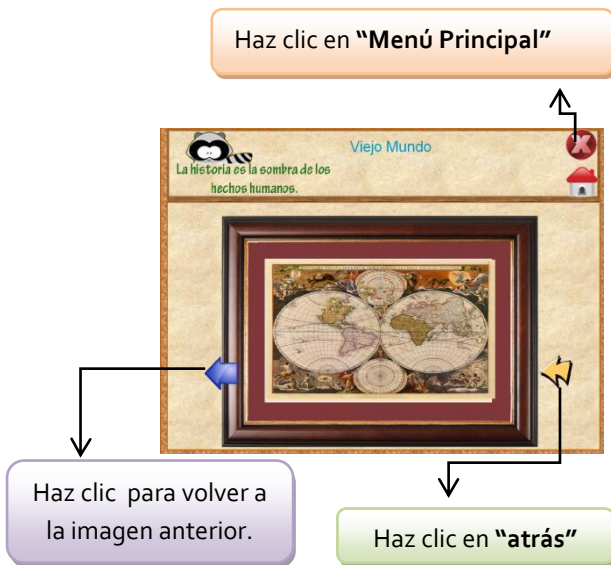 Haz clic en “Menú Principal”
Viejo Mundo
La historia es la sombra de los
hechos humanos.
Haz clic para volver a
la imagen anterior.
Haz clic en “atrás”